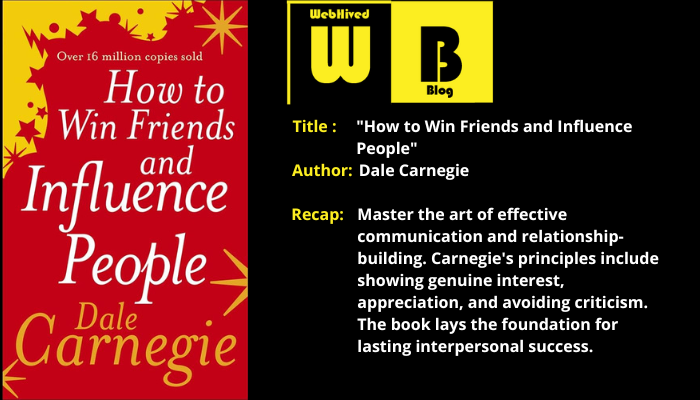 Over 16 million copies sold
How to
Win Friends
and
Influence
People
Dale
Carnegie
WebHived
W
B
Blog
Title : "How to Win Friends and Influence
People"
Author: Dale Carnegie
Recap: Master the art of effective
communication and relationship-
building. Carnegie's principles include
showing genuine interest,
appreciation, and avoiding criticism.
The book lays the foundation for
lasting interpersonal success.